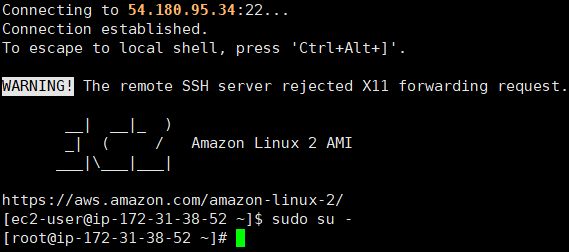 Connecting to 54.180.95.34:22...
Connection established.
To escape to local shell, press 'Ctrl+Alt+]'.
WARNING! The remote SSH server rejected X11 forwarding request.
       __|  __|_  )
       _|  (     /   Amazon Linux 2 AMI
      ___|\___|___|
https://aws.amazon.com/amazon-linux-2/
[ec2-user@ip-172-31-38-52 ~]$ sudo su -
[root@ip-172-31-38-52 ~]#